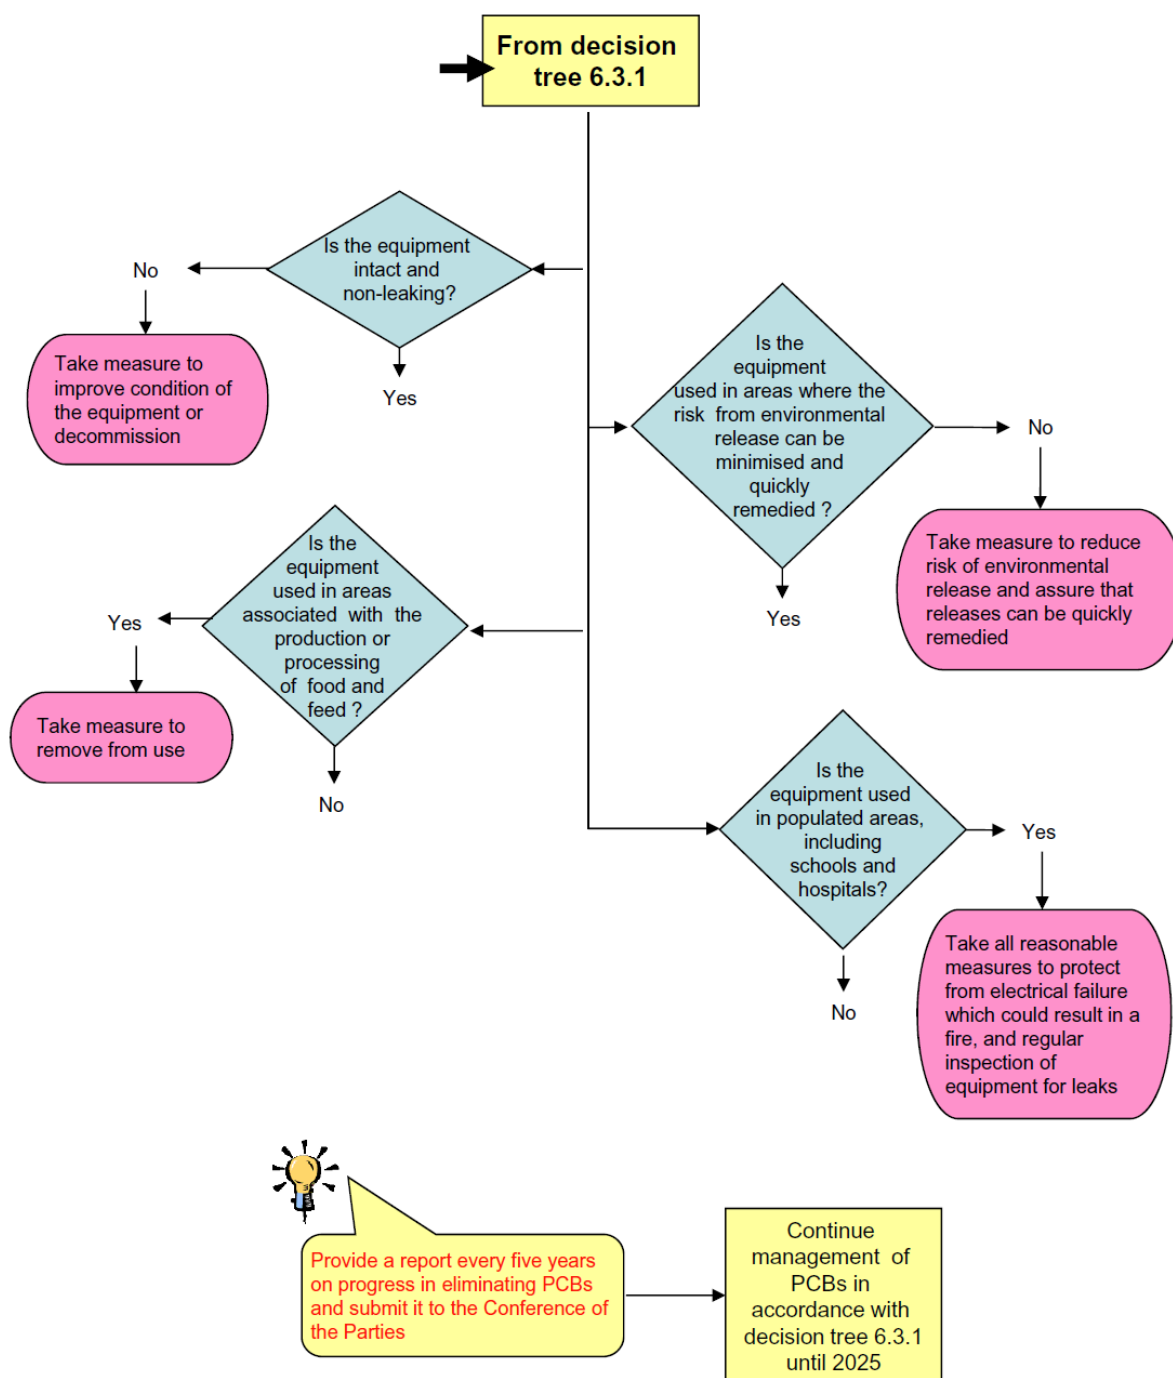 From decision
tree 6.3.1
Is the equipment
intact and
non-leaking?
No
Yes
Take measure to
improve condition of
the equipment or
decommission
Is the
equipment
used in areas where the
risk from environmental
release can be
minimised and
quickly
remedied ?
No
Yes
Take measure to reduce
risk of environmental
release and assure that
releases can be quickly
remedied
Is the
equipment
used in areas
associated with the
production or
processing
of food and
feed ?
Yes
No
Take measure to
remove from use
Is the
equipment used
in populated areas,
including
schools and
hospitals?
Yes
No
Take all reasonable
measures to protect
from electrical failure
which could result in a
fire, and regular
inspection of
equipment for leaks
Provide a report every five years
on progress in eliminating PCBs
and submit it to the Conference of
the Parties
Continue
management of
PCBs in
accordance with
decision tree 6.3.1
until 2025